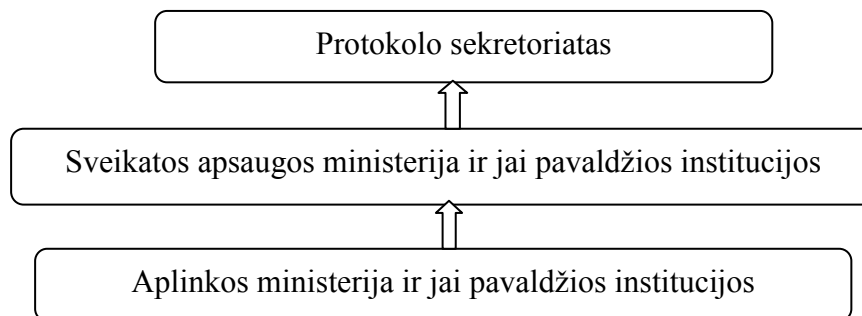 Protokolo sekretoriatas
Sveikatos apsaugos ministerija ir jai pavaldžios institucijos
Aplinkos ministerija ir jai pavaldžios institucijos